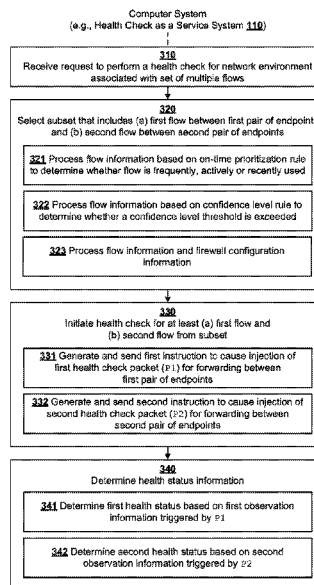 Computer System
(e.g., Health Check as a Service System 110)
310
Receive request to perform a health check for network environment
associated with set of multiple flows
320
Select subset that includes (a) first flow between first pair of endpoints
and (b) second flow between second pair of endpoints
321 Process flow information based on on-time prioritization rule
to determine whether flow is frequently, actively or recently used
322 Process flow information based on confidence level rule to
determine whether a confidence level threshold is exceeded
323 Process flow information and firewall configuration
information
330
Initiate health check for at least (a) first flow and
(b) second flow from subset
331 Generate and send first instruction to cause injection of
first health check packet (P1) for forwarding between
first pair of endpoints
332 Generate and send second instruction to cause injection of
second health check packet (P2) for forwarding between
second pair of endpoints
340
Determine health status information
341 Determine first health status based on first observation
information triggered by P1
342 Determine second health status based on second
observation information triggered by P2